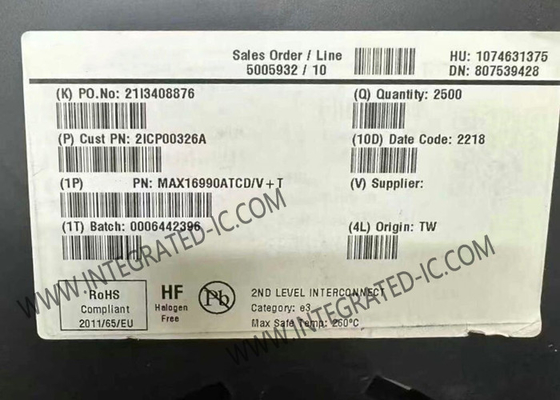 Sales Order / Line
5005932 / 10
HU: 1074631375
DN: 807539428
(K) PO.No: 21I3408876
(Q) Quantity: 2500
(P) Cust PN: 2ICP00326A
(10D) Date Code: 2218
(1P) PN: MAX16990ATCD/V+T
(V) Supplier:
(1T) Batch: 0006442396
(4L) Origin: TW
RoHS
Compliant
2011/65/EU
HF
Halogen
Free
Pb
2ND LEVEL INTERCONNECT
Category: e3
Max Safe Temp: 260°C
WWW.INTEGRATED-IC.COM
WWW.INTEGRATED-IC.COM